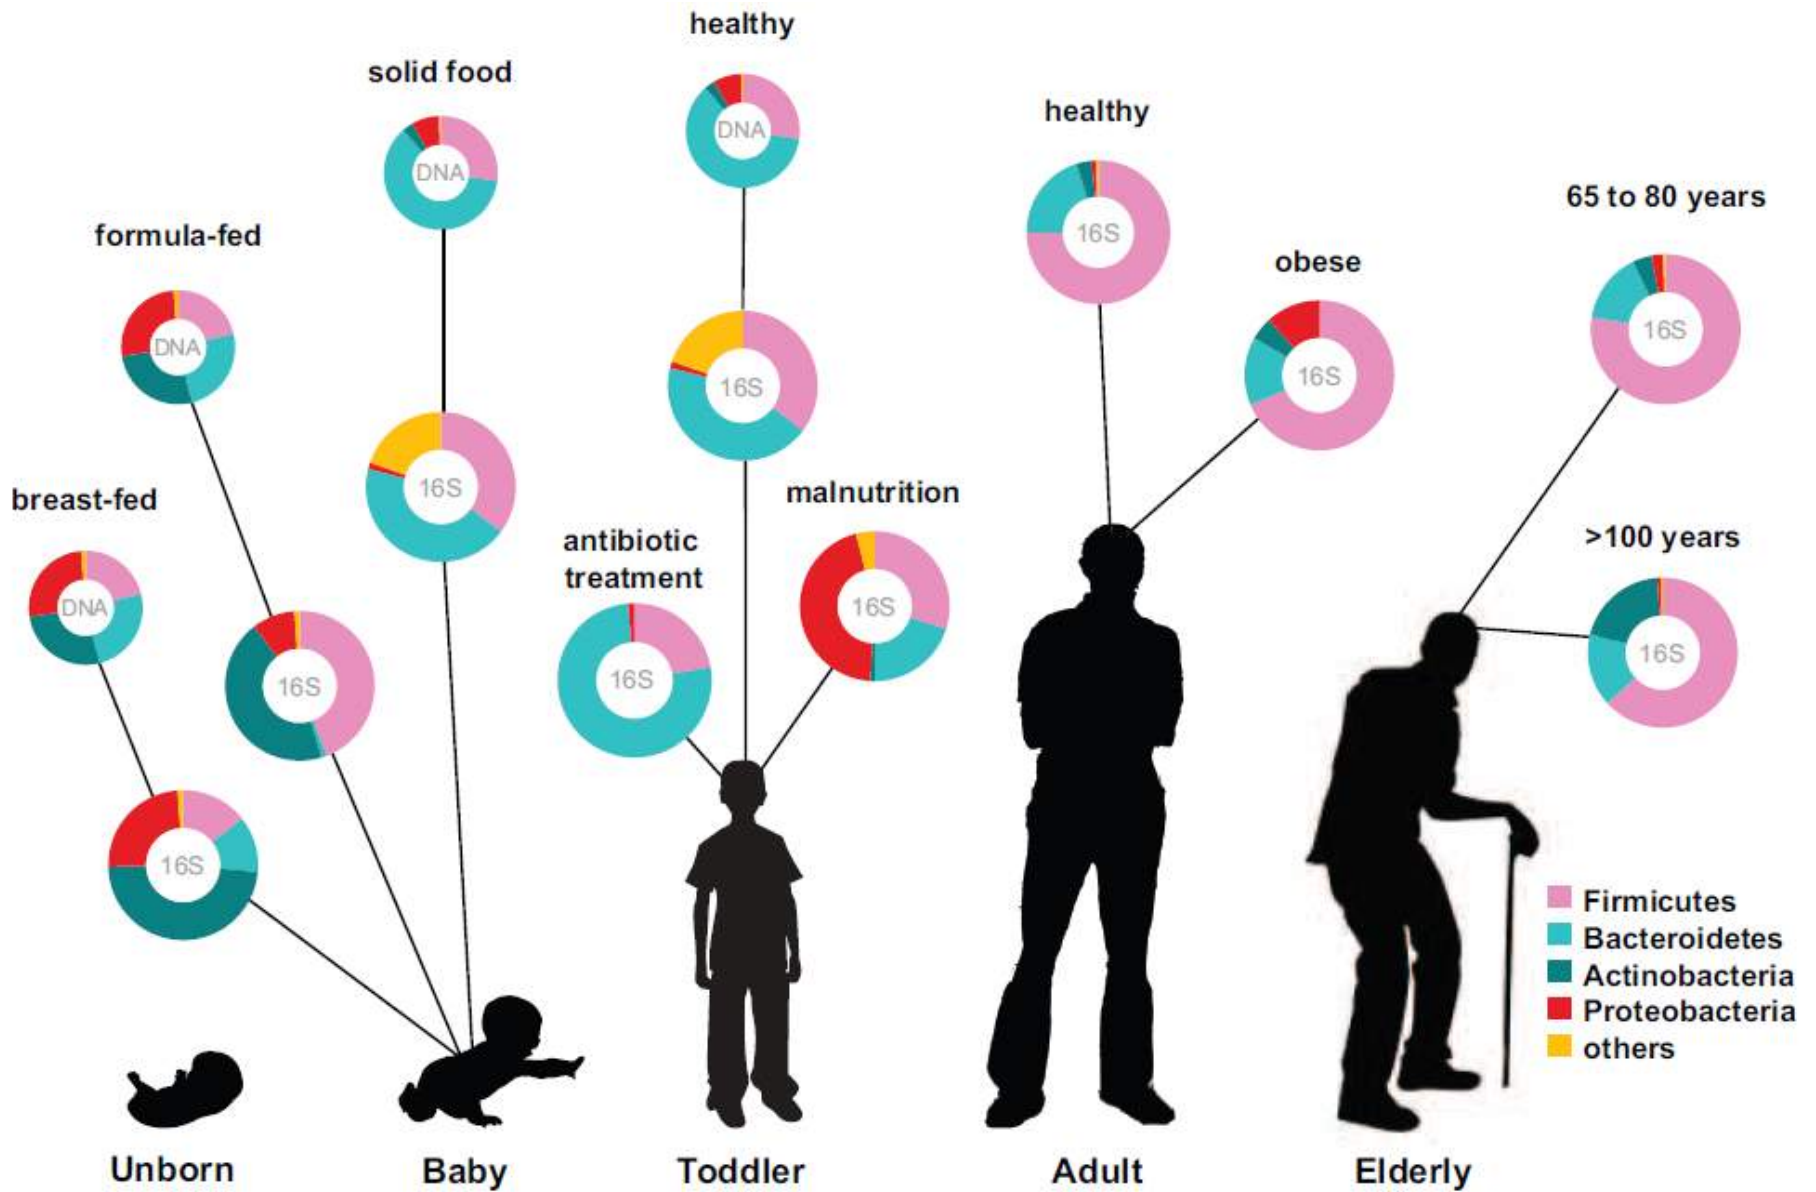 healthy
solid food
DNA
DNA
healthy
formula-fed
65 to 80 years
16S
obese
DNA
16S
16S
16S
breast-fed
16S
malnutrition
antibiotic
treatment
>100 years
DNA
16S
16S
16S
16S
16S
Firmicutes
Bacteroidetes
Actinobacteria
Proteobacteria
others
Unborn
Baby
Toddler
Adult
Elderly